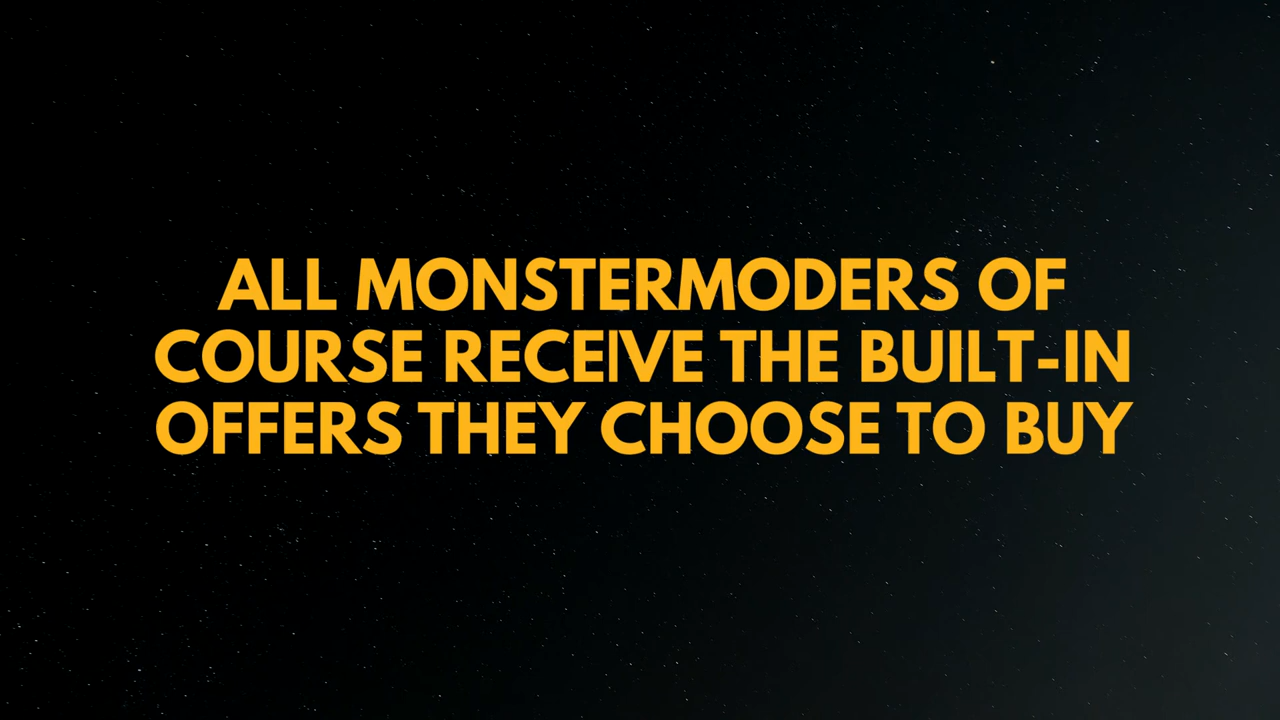 ALL MONSTERMODERS OF
COURSE RECEIVE THE BUILT-IN
OFFERS THEY CHOOSE TO BUY